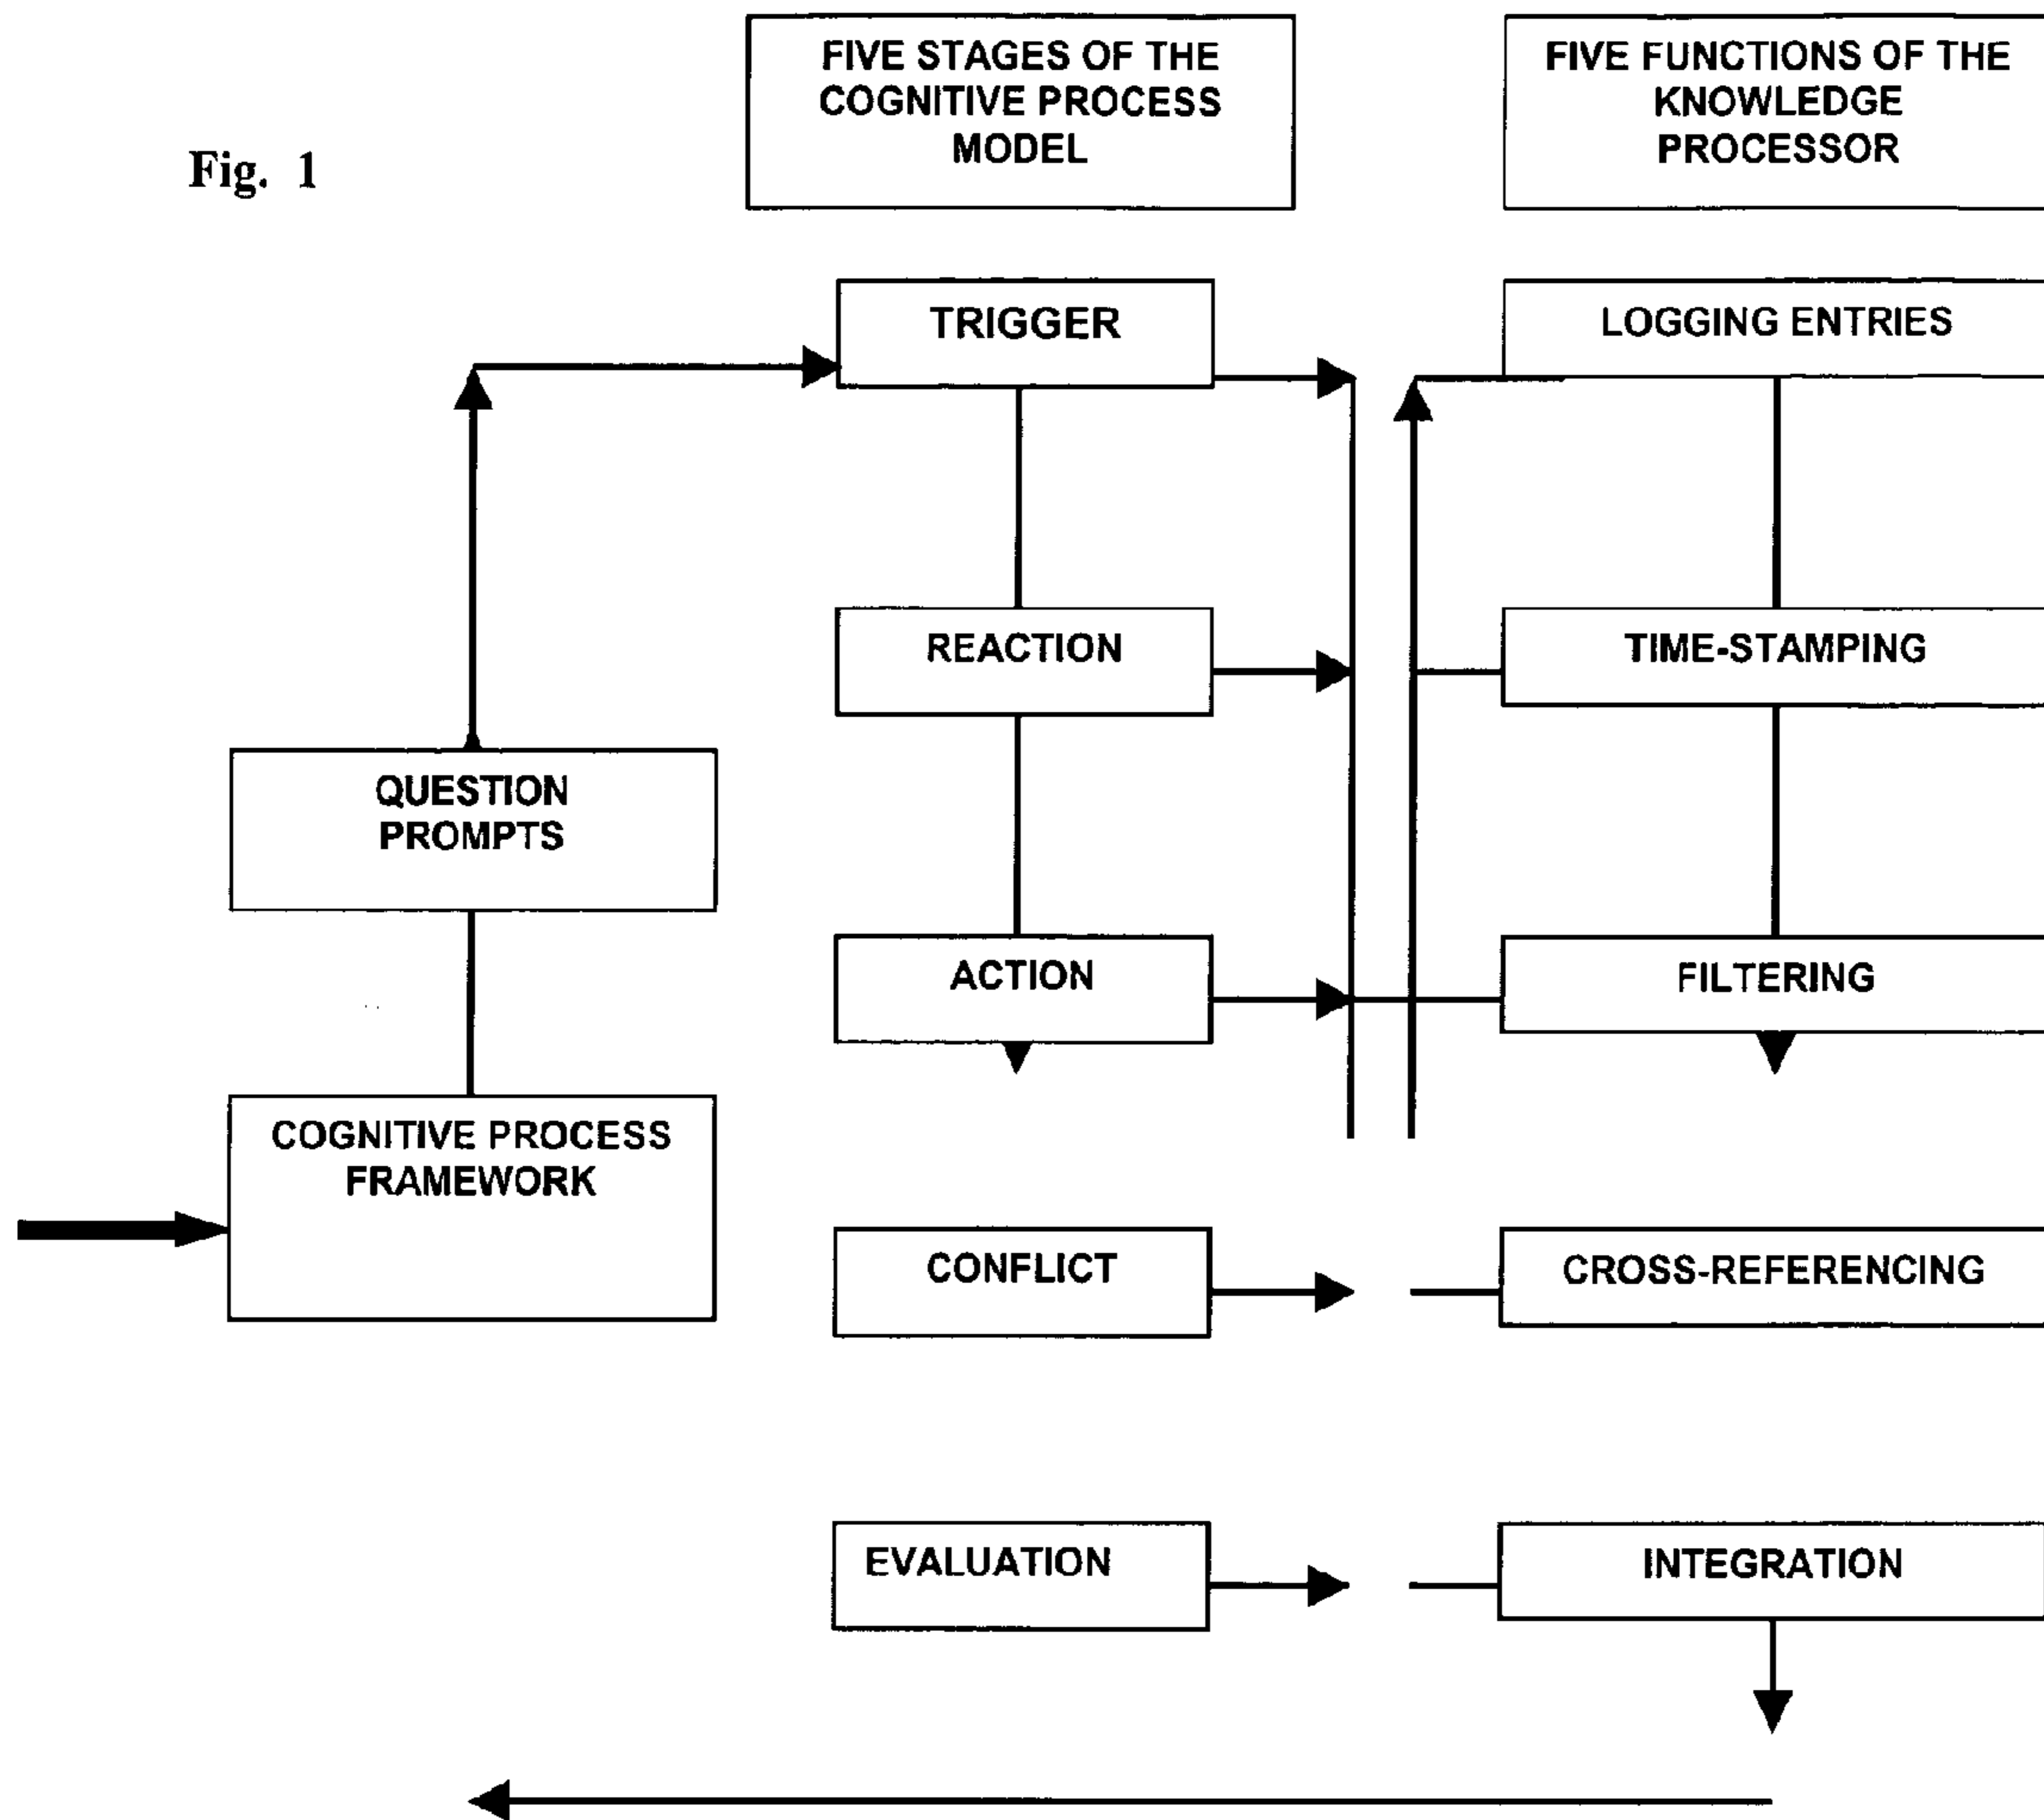 Fig. 1
FIVE STAGES OF THE
COGNITIVE PROCESS
MODEL
FIVE FUNCTIONS OF THE
KNOWLEDGE
PROCESSOR
TRIGGER
LOGGING ENTRIES
REACTION
TIME-STAMPING
QUESTION
PROMPTS
ACTION
FILTERING
COGNITIVE PROCESS
FRAMEWORK
CONFLICT
CROSS-REFERENCING
EVALUATION
INTEGRATION